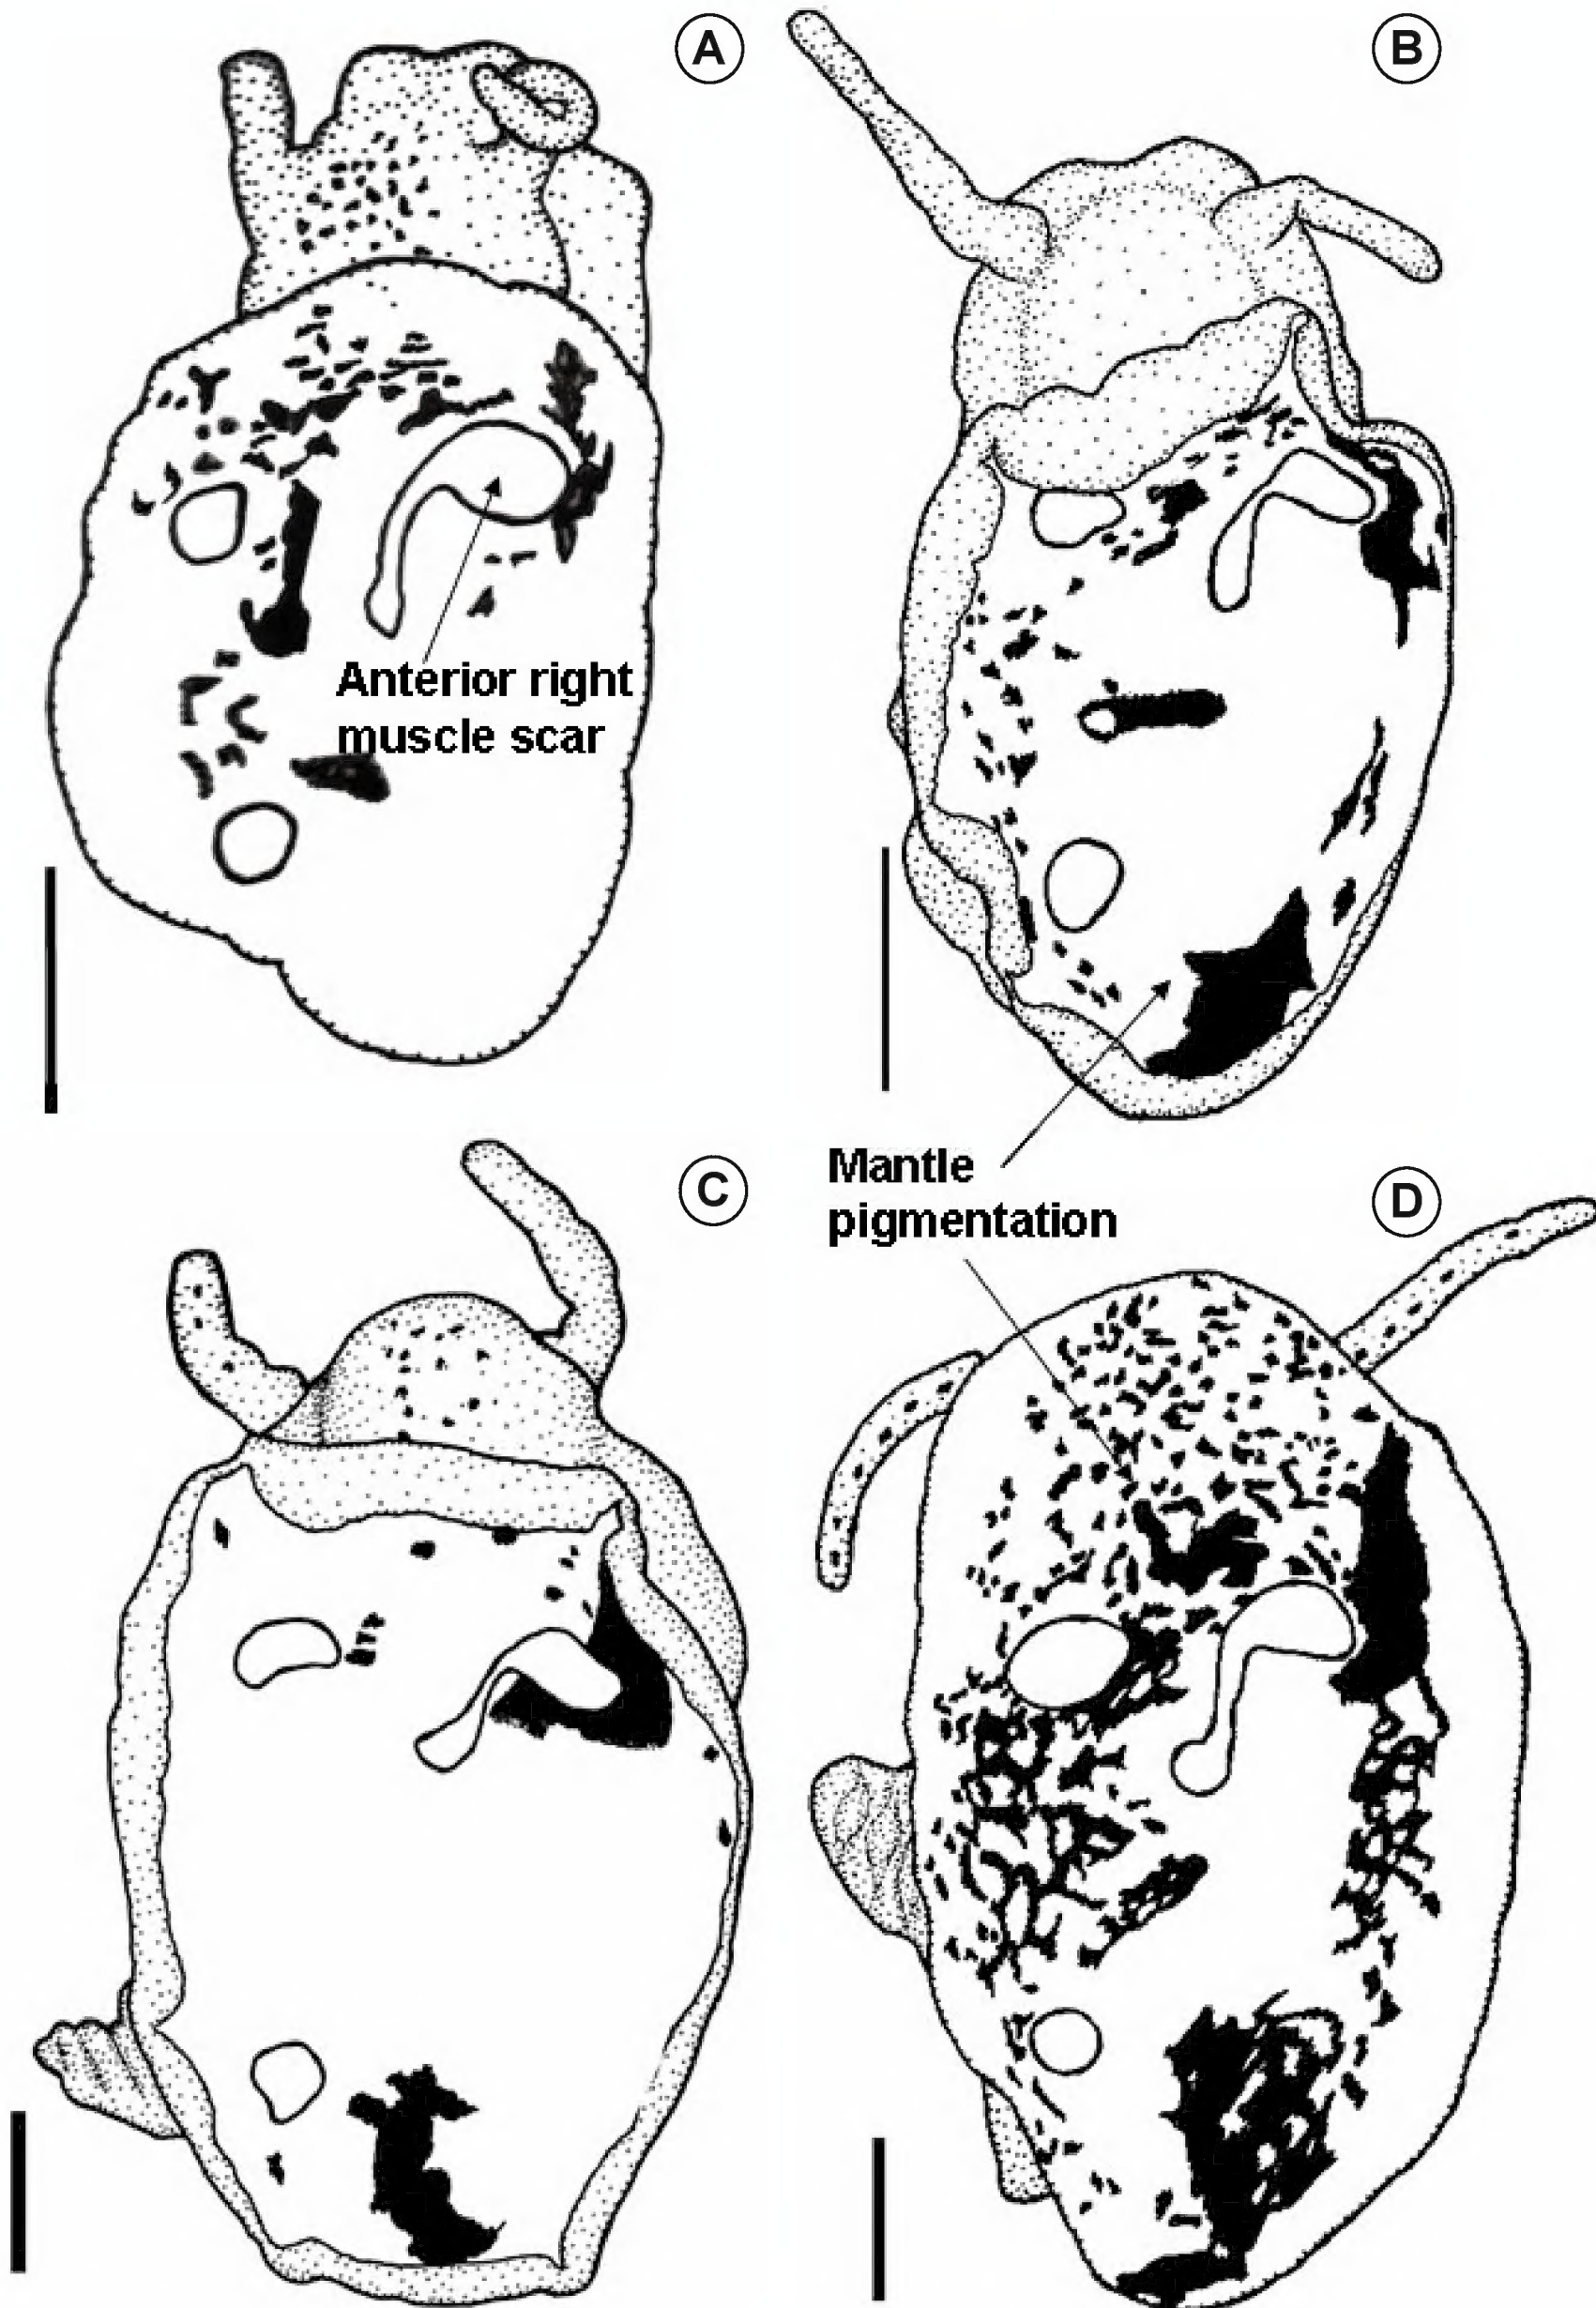 A
B
Anterior right
muscle scar
Mantle
pigmentation
C
D